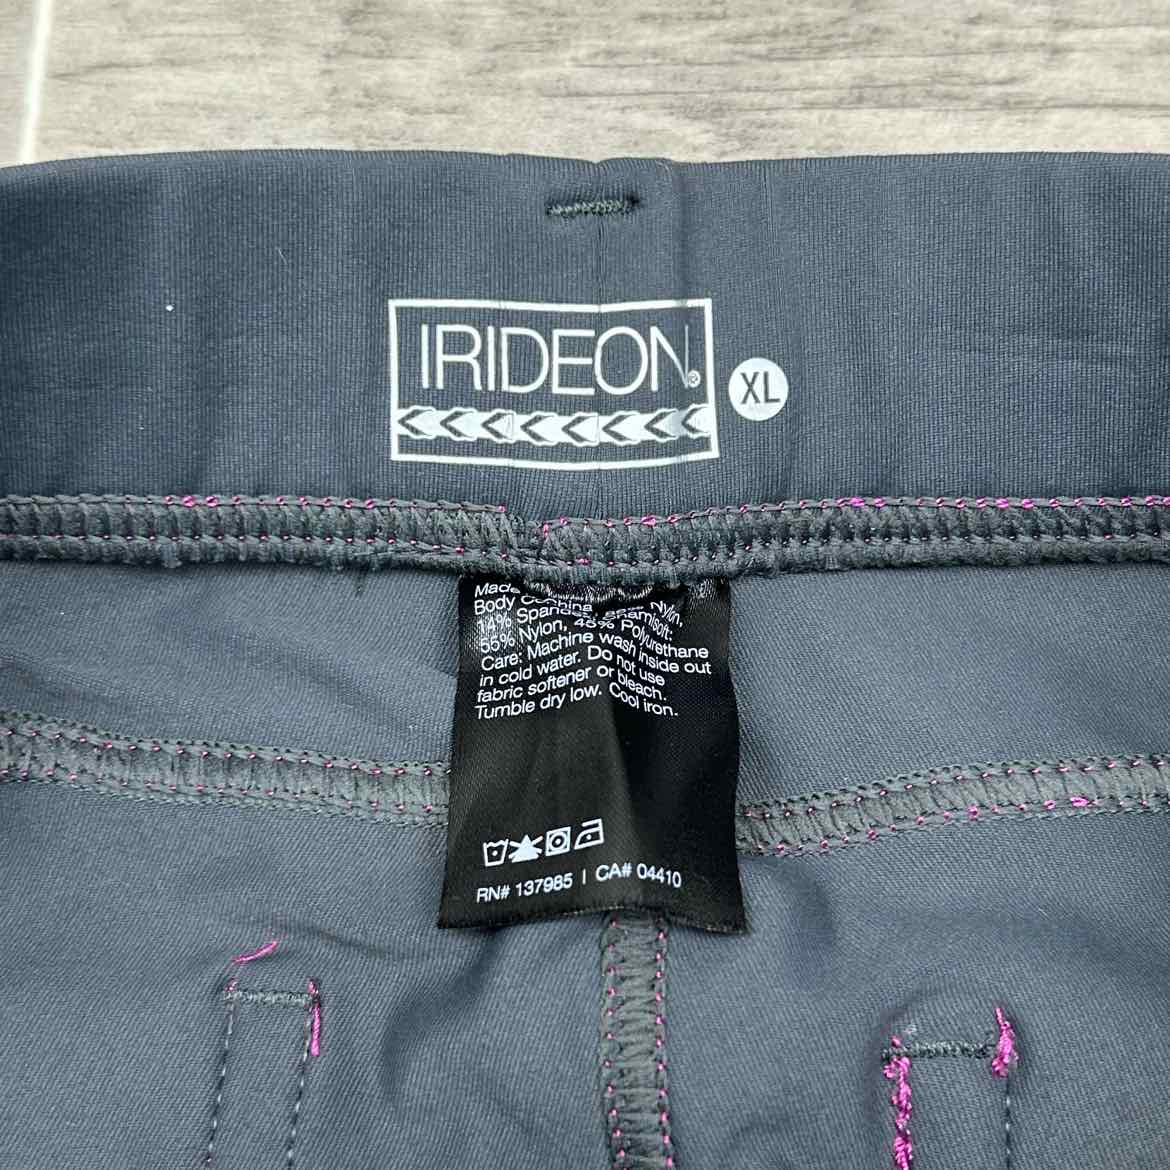 IRIDEON®
XL
Made
Body
14% Nylon,
55% Nylon, 45% Polyurethane
Care: Machine wash inside out
in cold water. Do not use
fabric softener or bleach.
Tumble dry low. Cool iron.
RN# 137985 | CA# 04410